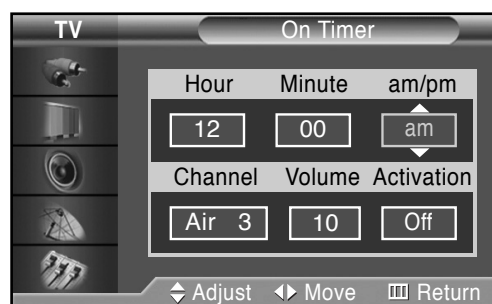 TV On Timer
Hour Minute am/pm
12 00 am
Channel Volume Activation
Air 3 10 Off
Adjust Move Return